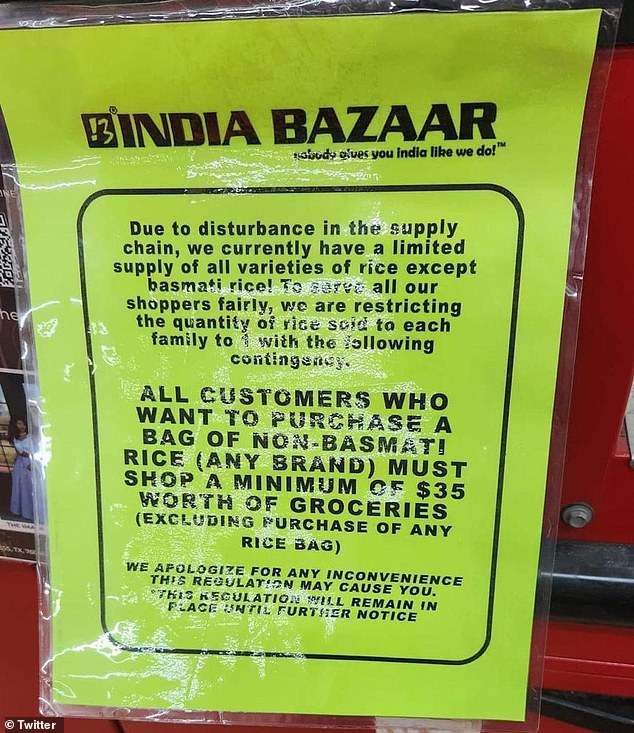 !3® INDIA BAZAAR
nobody gives you india like we do!™
Due to disturbance in the supply
chain, we currently have a limited
supply of all varieties of rice except
basmati rice! To serve all our
shoppers fairly, we are restricting
the quantity of rice sold to each
family to 1 with the following
contingency.
ALL CUSTOMERS WHO
WANT TO PURCHASE A
BAG OF NON-BASMATI
RICE (ANY BRAND) MUST
SHOP A MINIMUM OF $35
WORTH OF GROCERIES
(EXCLUDING PURCHASE OF ANY
RICE BAG)
WE APOLOGIZE FOR ANY INCONVENIENCE
THIS REGULATION MAY CAUSE YOU.
*THIS REGULATION WILL REMAIN IN
PLACE UNTIL FURTHER NOTICE
© Twitter